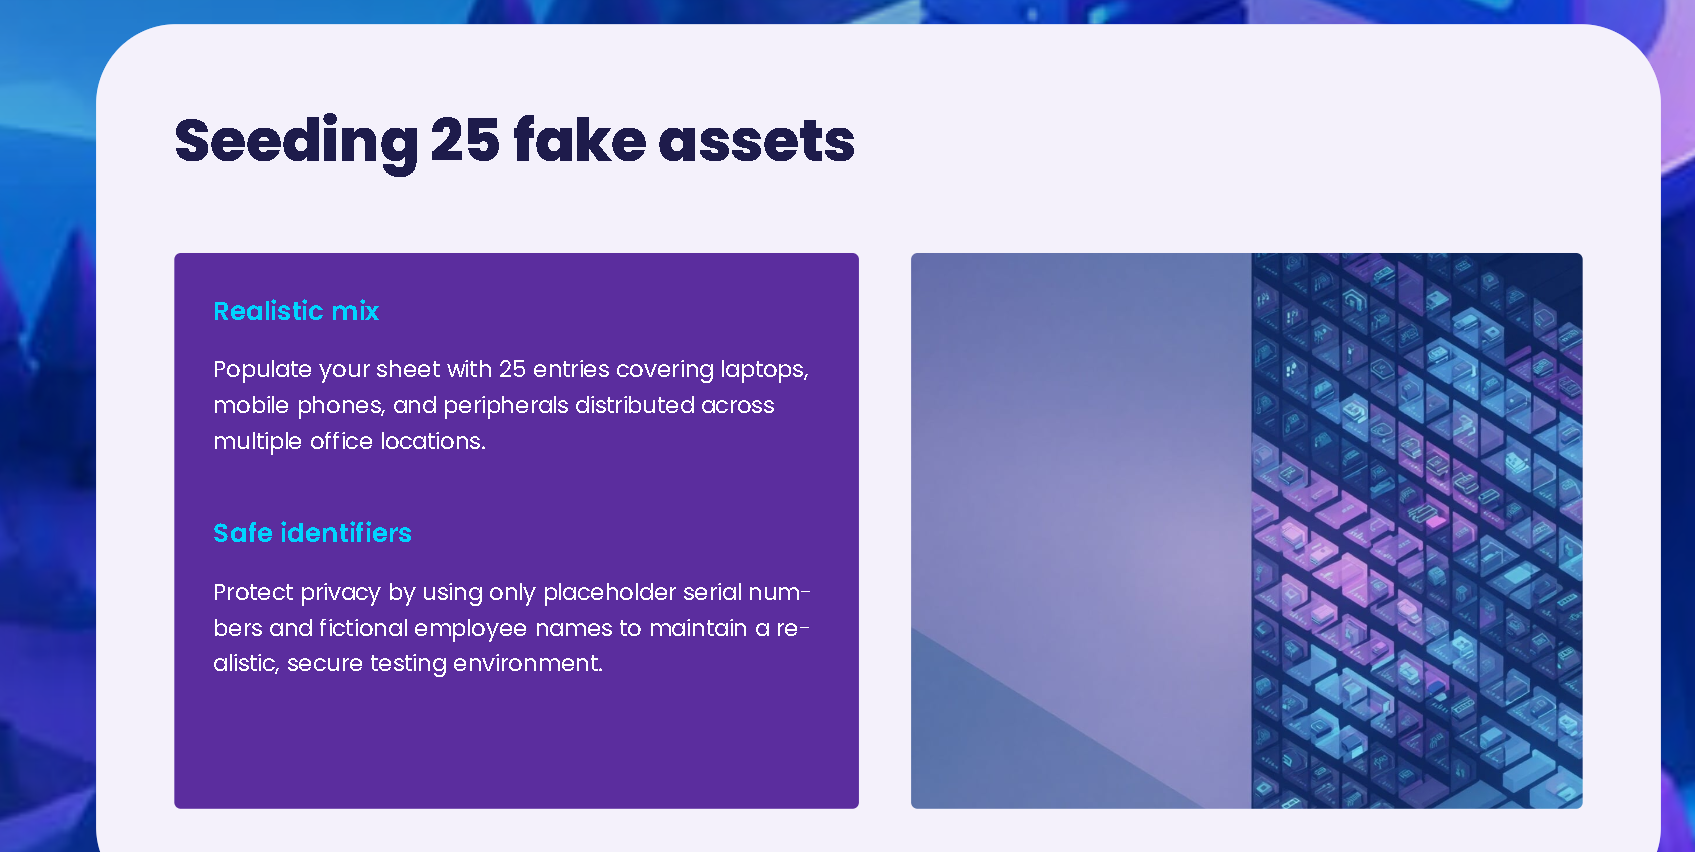 Seeding 25 fake assets
Realistic mix
Populate your sheet with 25 entries covering laptops,
mobile phones, and peripherals distributed across
multiple office locations.
Safe identifiers
Protect privacy by using only placeholder serial num-
bers and fictional employee names to maintain a re-
alistic, secure testing environment.